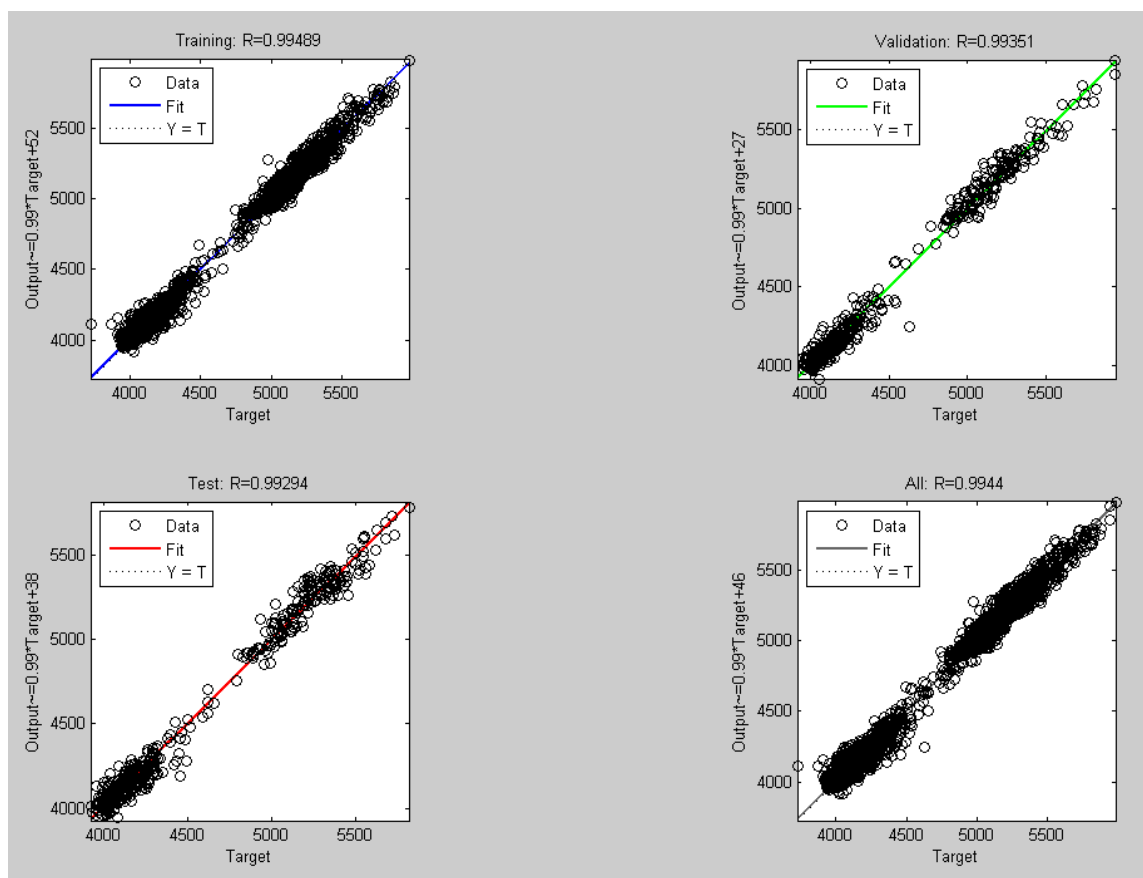 Training: R=0.99489
Output~=0.99*Target+52
5500
5000
4500
4000
Data
Fit
Y = T
4000 4500 5000 5500
Target
Validation: R=0.99351
Output~=0.99*Target+27
5500
5000
4500
4000
Data
Fit
Y = T
4000 4500 5000 5500
Target
Test: R=0.99294
Output~=0.99*Target+38
5500
5000
4500
4000
Data
Fit
Y = T
4000 4500 5000 5500
Target
All: R=0.9944
Output~=0.99*Target+46
5500
5000
4500
4000
Data
Fit
Y = T
4000 4500 5000 5500
Target